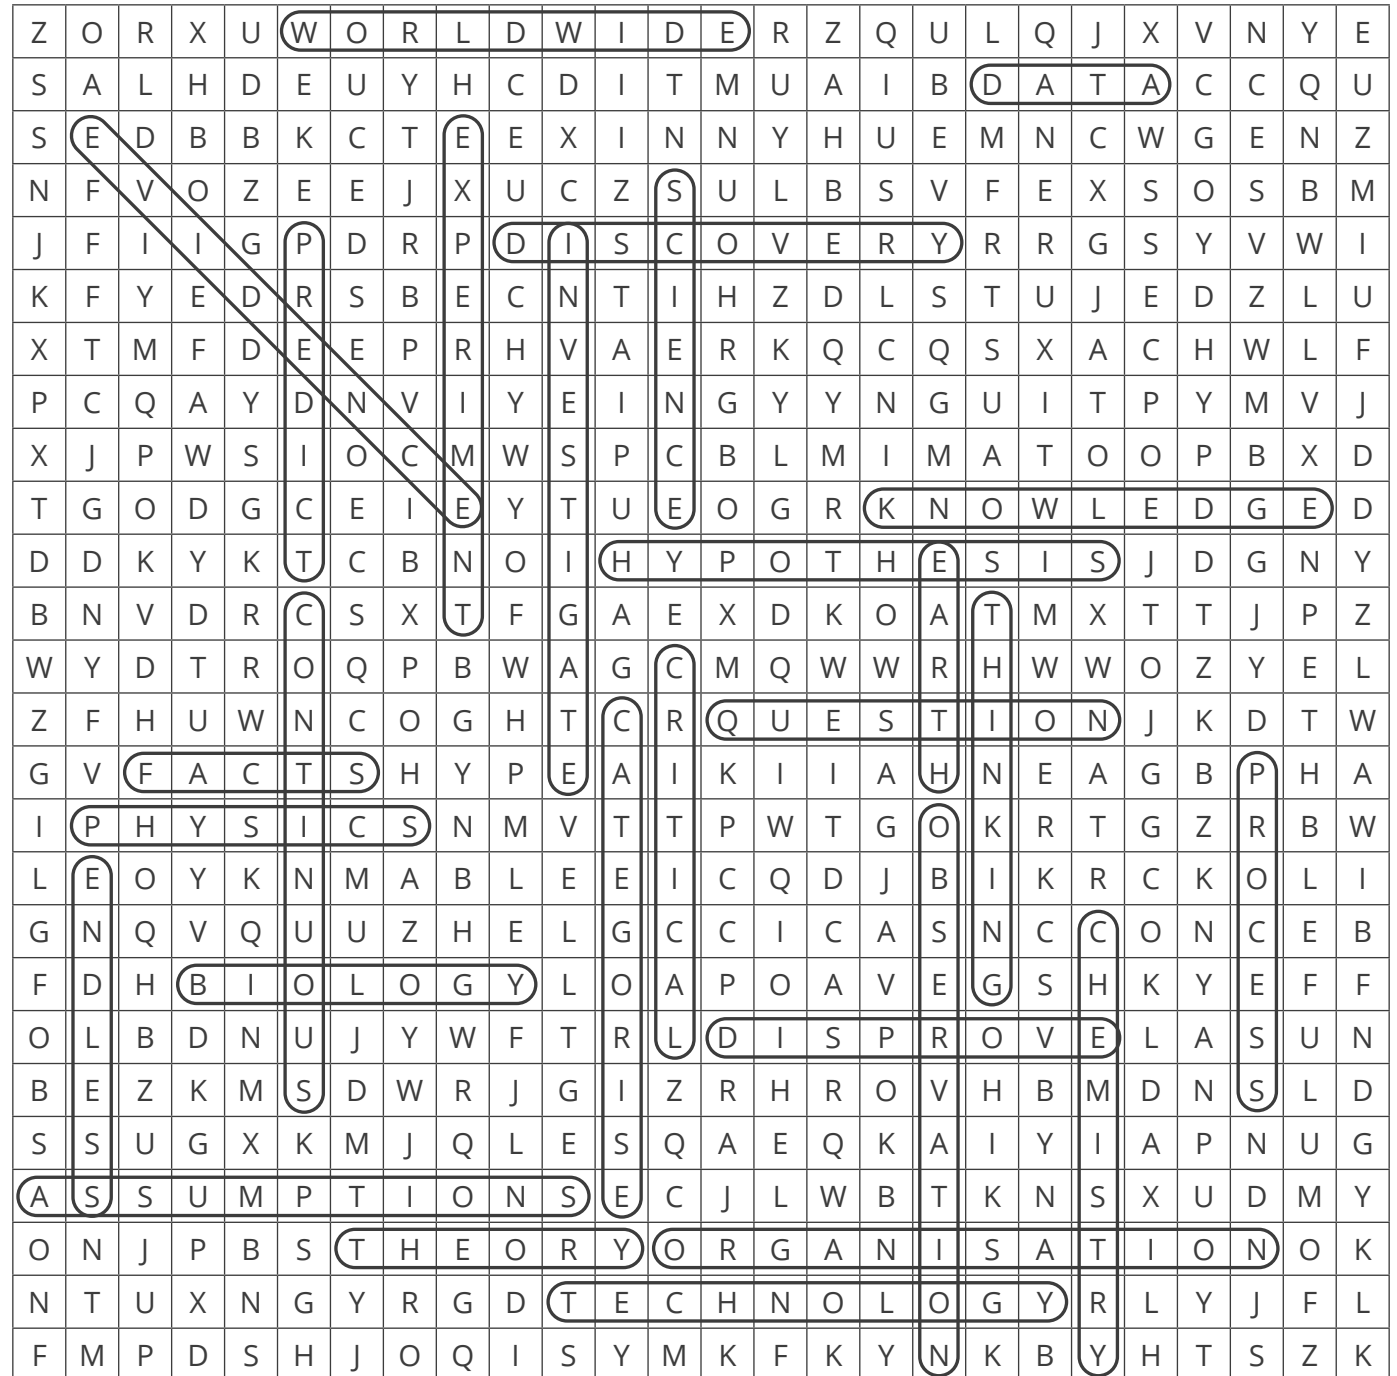 Z O R X U W O R L D W I D E R Z Q U L Q J X V N Y E
S A L H D E U Y H C D I T M U A I B D A T A C C Q U
S E D B B K C T E E X I N N Y H U E M N C W G E N Z
N F V O Z E E J X U C Z S U L B S V F E X S O S B M
J F I I G P D R P D I S C O V E R Y R R G S Y V W I
K F Y E D R S B E C N T I H Z D L S T U J E D Z L U
X T M F D E E P R H V A E R K Q C Q S X A C H W L F
P C Q A Y D N V I Y E I N G Y Y N G U I T P Y M V J
X J P W S I O C M W S P C B L M I M A T O O P B X D
T G O D G C E I E Y T U E O G R K N O W L E D G E D
D D K Y K T C B N O I H Y P O T H E S I S J D G N Y
B N V D R C S X T F G A E X D K O A T M X T T J P Z
W Y D T R O Q P B W A G C M Q W W R H W W O Z Y E L
Z F H U W N C O G H T C R Q U E S T I O N J K D T W
G V F A C T S H Y P E A I K I I A H N E A G B P H A
I P H Y S I C S N M V T T P W T G O K R T G Z R B W
L E O Y K N M A B L E E I C Q D J B I K R C K O L I
G N Q V Q U U Z H E L G C C I C A S N C C O N C E B
F D H B I O L O G Y L O A P O A V E G S H K Y E F F
O L B D N U J Y W F T R L D I S P R O V E L A S U N
B E Z K M S D W R J G I Z R H R O V H B M D N S L D
S S U G X K M J Q L E S Q A E Q K A I Y I A P N U G
A S S U M P T I O N S E C J L W B T K N S X U D M Y
O N J P B S T H E O R Y O R G A N I S A T I O N O K
N T U X N G Y R G D T E C H N O L O G Y R L Y J F L
F M P D S H J O Q I S Y M K F K Y N K B Y H T S Z K